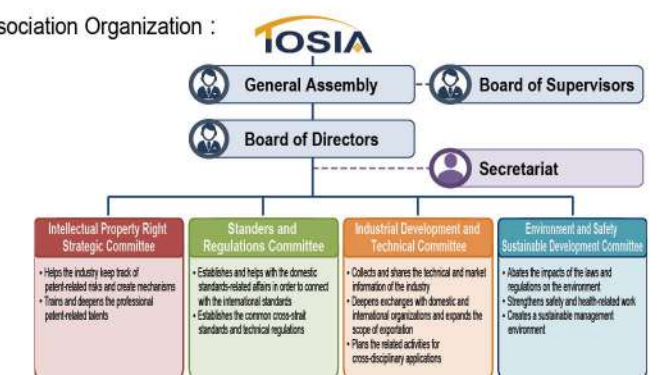 sociation Organization :
TOSIA
General Assembly
Board of Supervisors
Board of Directors
Secretariat
Intellectual Property Right
Strategic Committee
• Helps the industry keep track of
patent-related risks and create mechanisms
• Trains and deepens the professional
patent-related talents
Standers and
Regulations Committee
• Establishes and helps with the domestic
standards-related affairs in order to connect
with the international standards
• Establishes the common cross-strait
standards and technical regulations
Industrial Development and
Technical Committee
• Collects and shares the technical and market
information of the industry
• Deepens exchanges with domestic and
international organizations and expands the
scope of exportation
• Plans the related activities for
cross-disciplinary applications
Environment and Safety
Sustainable Development Committee
• Abates the impacts of the laws and
regulations on the environment
• Strengthens safety and health-related work
• Creates a sustainable management
environment